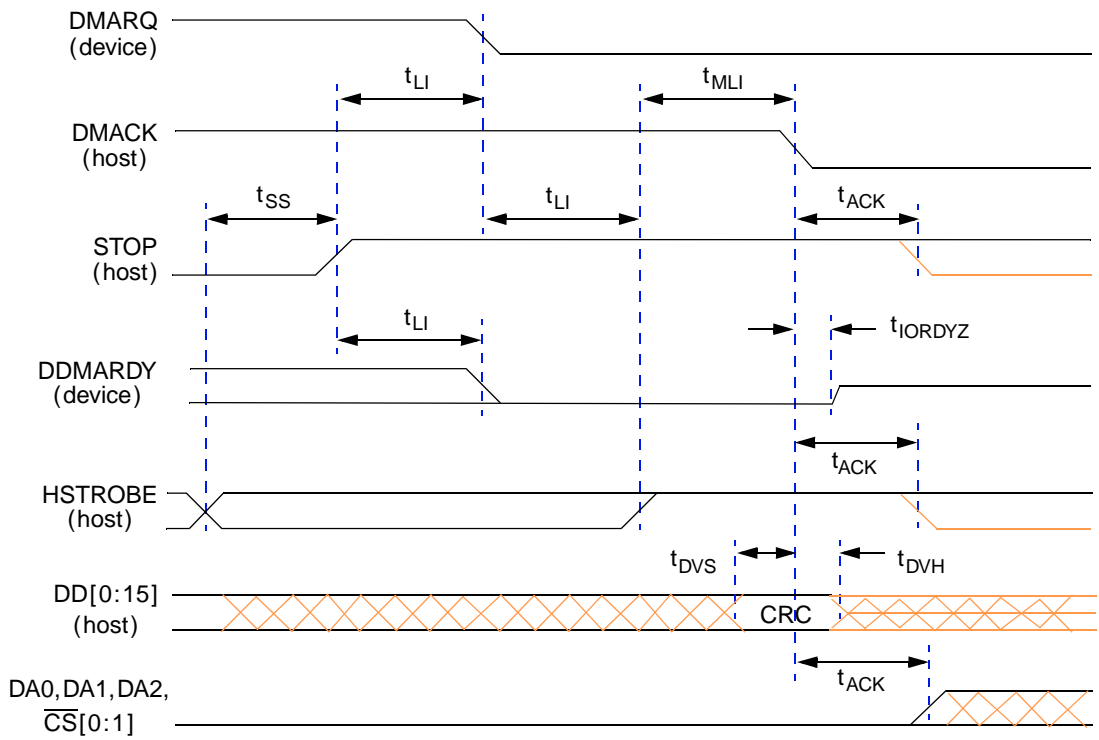 DMARQ
(device)
tLI
tMLI
DMACK
(host)
tSS
tLI
tACK
STOP
(host)
tLI
tIORDYZ
DDMARDY
(device)
tACK
HSTROBE
(host)
tDVS
tDVH
DD[0:15]
(host)
CRC
tACK
DA0,DA1,DA2,
CS[0:1]